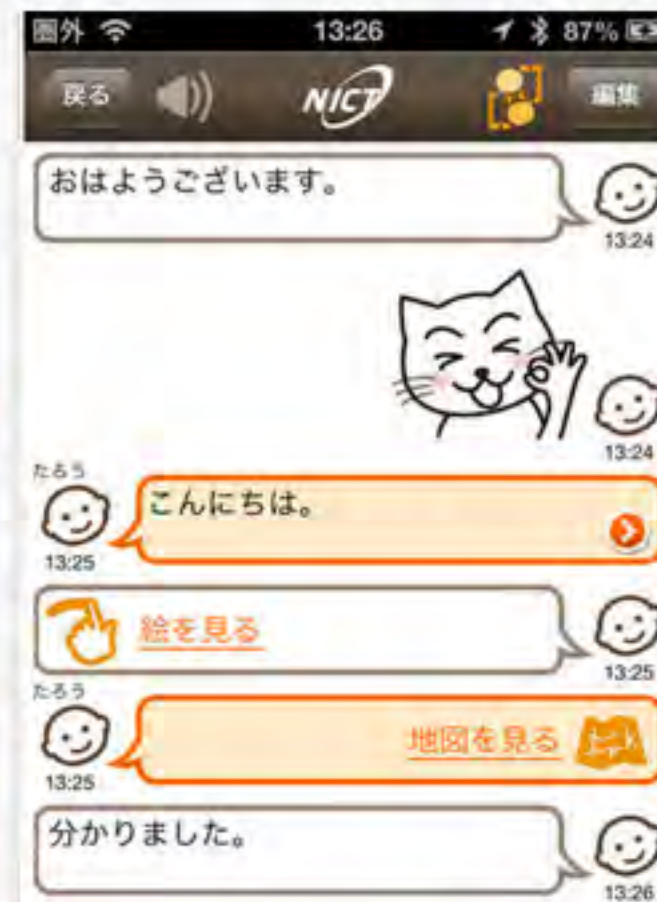 圏外 13:26 87%
戻る NICT 編集
おはようございます。
13:24
13:24
たろう
こんにちは。
13:25
絵を見る
13:25
たろう
地図を見る
13:25
分かりました。
13:26